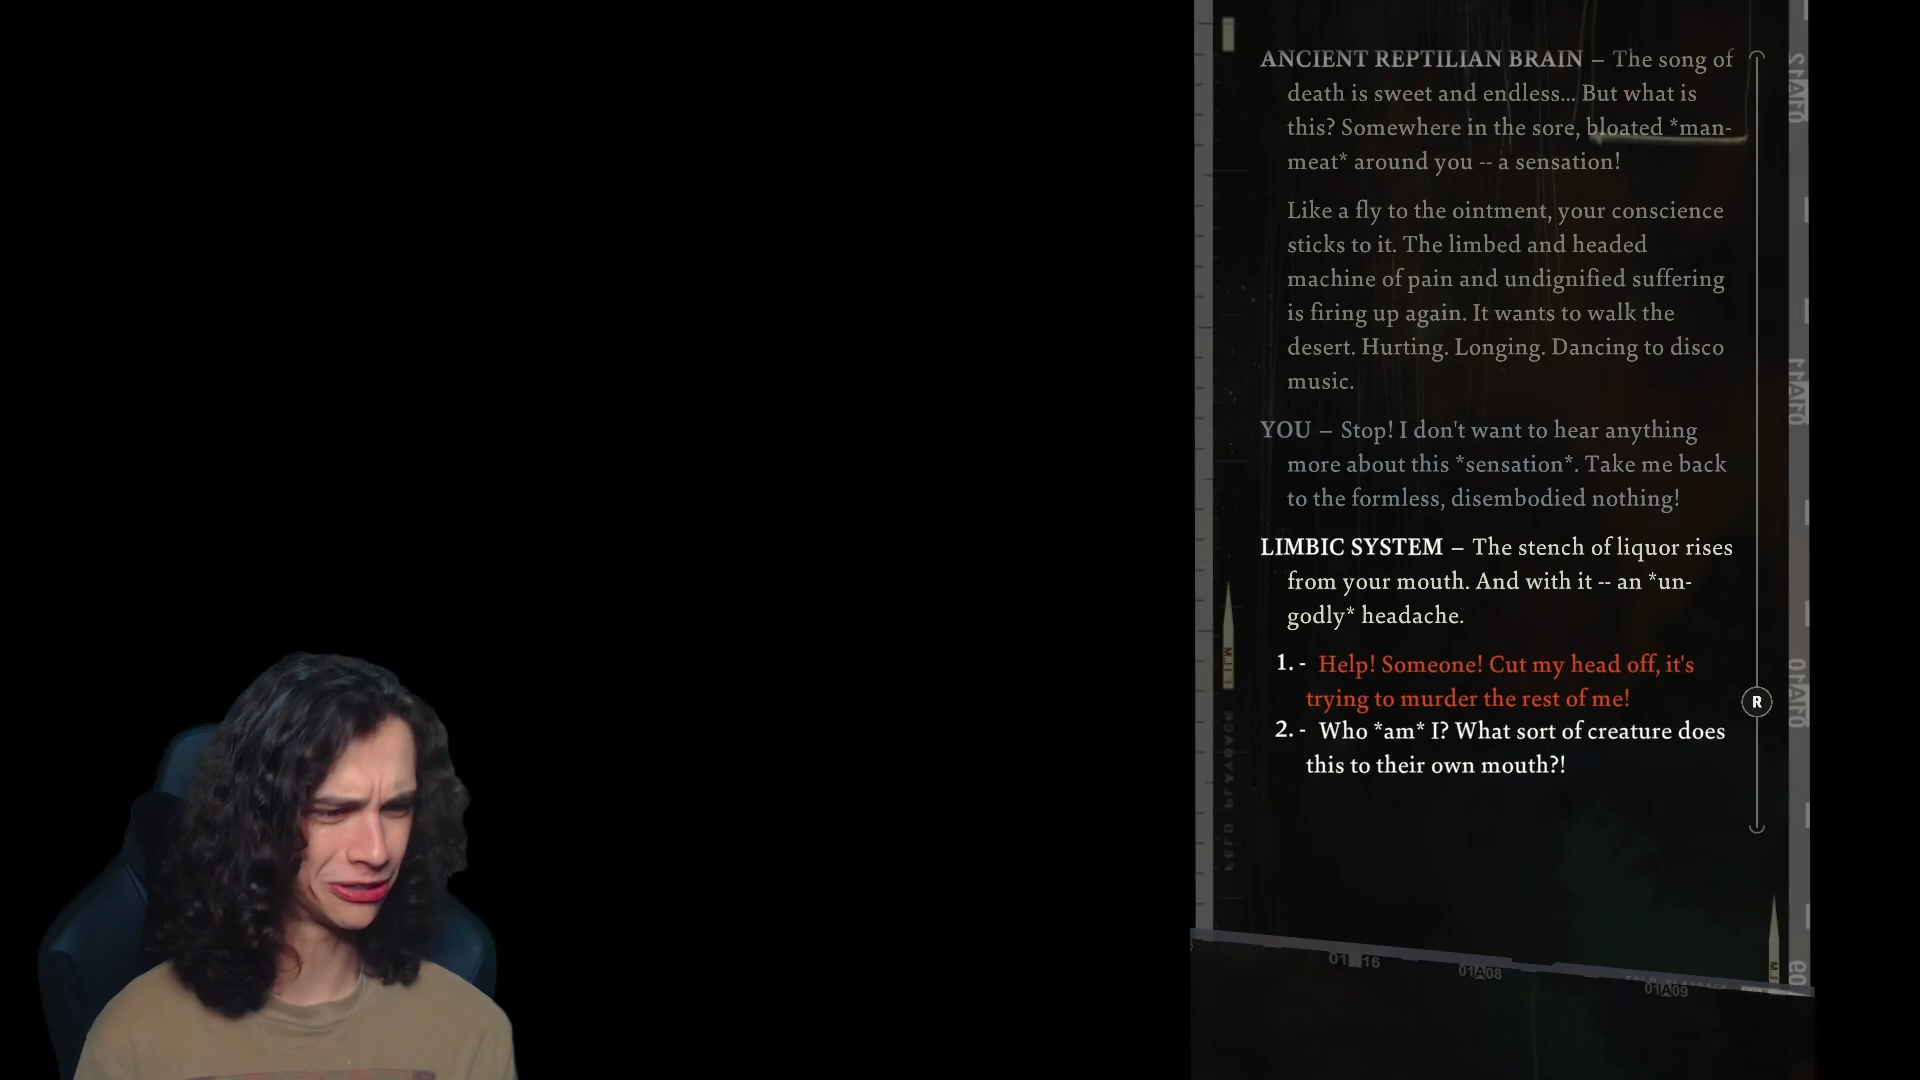 ANCIENT REPTILIAN BRAIN – The song of
death is sweet and endless... But what is
this? Somewhere in the sore, bloated *man-
meat* around you -- a sensation!
Like a fly to the ointment, your conscience
sticks to it. The limbed and headed
machine of pain and undignified suffering
is firing up again. It wants to walk the
desert. Hurting. Longing. Dancing to disco
music.
YOU – Stop! I don't want to hear anything
more about this *sensation*. Take me back
to the formless, disembodied nothing!
LIMBIC SYSTEM – The stench of liquor rises
from your mouth. And with it -- an *un-
godly* headache.
1. - Help! Someone! Cut my head off, it's
trying to murder the rest of me!
2. - Who *am* I? What sort of creature does
this to their own mouth?!
R
01 16
01A08
01A09